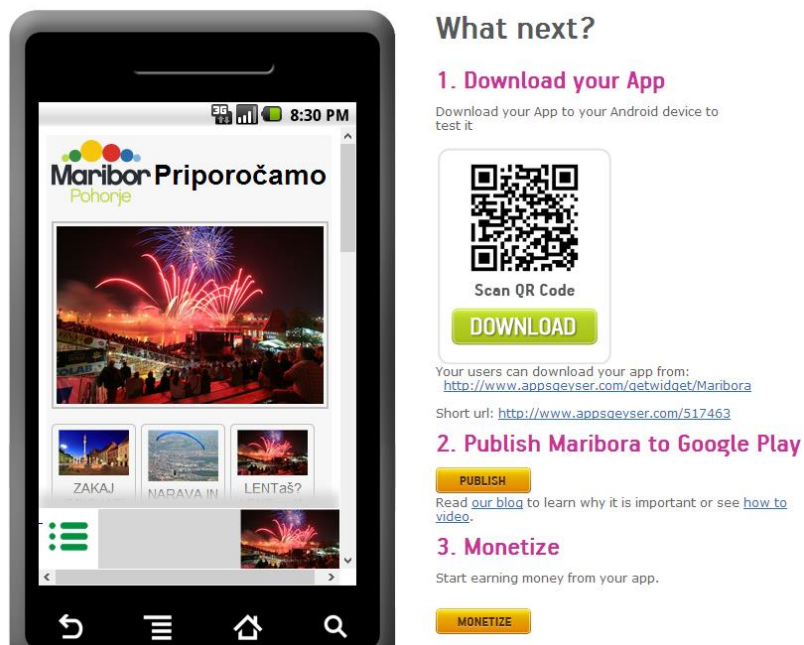 3G
8:30 PM
Maribor
Pohorje
Priporočamo
ZAKAJ
NARAVA IN
LENTaš?
What next?
1. Download your App
Download your App to your Android device to
test it
Scan QR Code
DOWNLOAD
Your users can download your app from:
http://www.appsgeyser.com/getwidget/Maribora
Short url: http://www.appsgeyser.com/517463
2. Publish Maribora to Google Play
PUBLISH
Read our blog to learn why it is important or see how to
video.
3. Monetize
Start earning money from your app.
MONETIZE